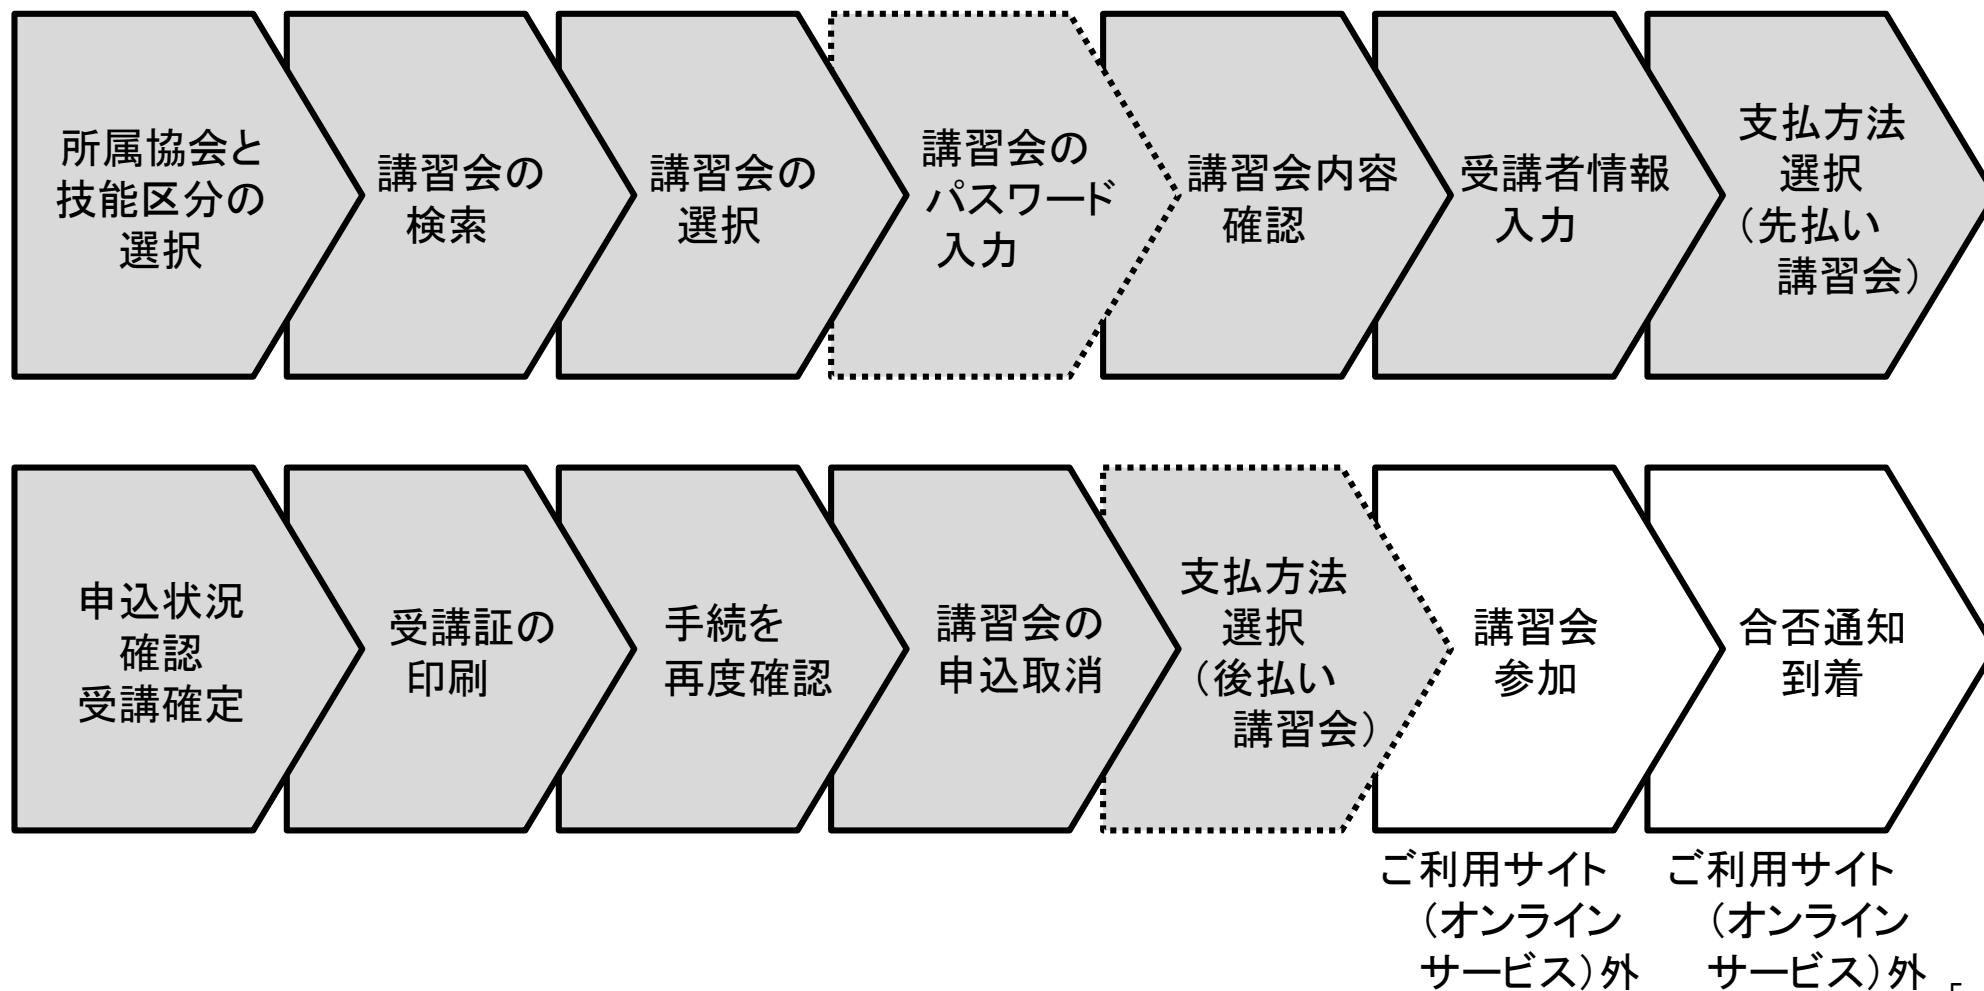 所属協会と
技能区分の
選択
講習会の
検索
講習会の
選択
講習会の
パスワード
入力
講習会内容
確認
受講者情報
入力
支払方法
選択
（先払い
講習会）
申込状況
確認
受講確定
受講証の
印刷
手続を
再度確認
講習会の
申込取消
支払方法
選択
（後払い
講習会）
講習会
参加
合否通知
到着
ご利用サイト
（オンライン
サービス）外
ご利用サイト
（オンライン
サービス）外